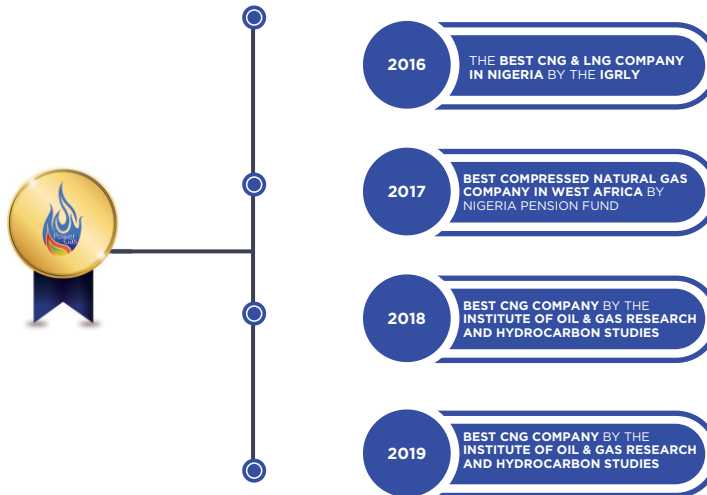 Power
Gas
2016
THE BEST CNG & LNG COMPANY
IN NIGERIA BY THE IGRLY
2017
BEST COMPRESSED NATURAL GAS
COMPANY IN WEST AFRICA BY
NIGERIA PENSION FUND
2018
BEST CNG COMPANY BY THE
INSTITUTE OF OIL & GAS RESEARCH
AND HYDROCARBON STUDIES
2019
BEST CNG COMPANY BY THE
INSTITUTE OF OIL & GAS RESEARCH
AND HYDROCARBON STUDIES